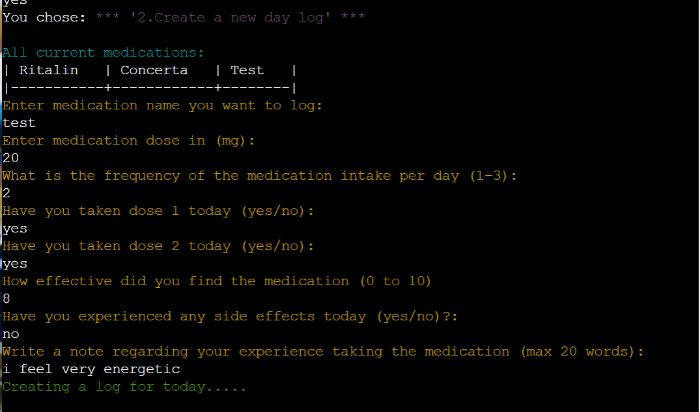 yes
You chose: *** '2.Create a new day log' ***
All current medications:
| Ritalin | Concerta | Test |
|-----------+------------+--------|
Enter medication name you want to log:
test
Enter medication dose in (mg):
20
What is the frequency of the medication intake per day (1-3):
2
Have you taken dose 1 today (yes/no):
yes
Have you taken dose 2 today (yes/no):
yes
How effective did you find the medication (0 to 10)
8
Have you experienced any side effects today (yes/no)?:
no
Write a note regarding your experience taking the medication (max 20 words):
i feel very energetic
Creating a log for today.....